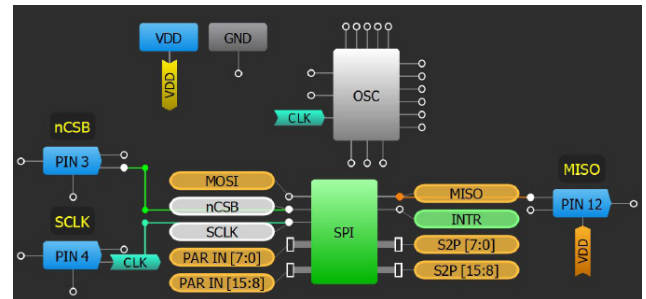 VDD
GND
VDD
OSC
CLK
nCSB
PIN 3
MOSI
nCSB
SCLK
PAR IN [7:0]
PAR IN [15:8]
SPI
MISO
INTR
S2P [7:0]
S2P [15:8]
MISO
PIN 12
VDD
SCLK
PIN 4
CLK